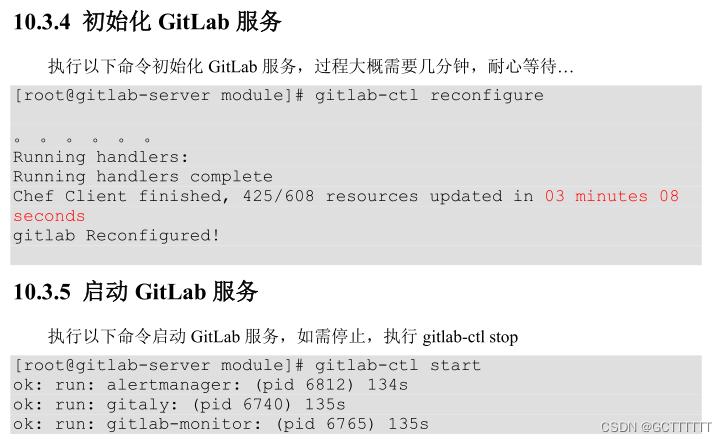 10.3.4 初始化 GitLab 服务
执行以下命令初始化 GitLab 服务，过程大概需要几分钟，耐心等待…
[root@gitlab-server module]# gitlab-ctl reconfigure
。 。 。 。 。 。
Running handlers:
Running handlers complete
Chef Client finished, 425/608 resources updated in 03 minutes 08
seconds
gitlab Reconfigured!
10.3.5 启动 GitLab 服务
执行以下命令启动 GitLab 服务，如需停止，执行 gitlab-ctl stop
[root@gitlab-server module]# gitlab-ctl start
ok: run: alertmanager: (pid 6812) 134s
ok: run: gitaly: (pid 6740) 135s
ok: run: gitlab-monitor: (pid 6765) 135s
CSDN @GCTTTTTT